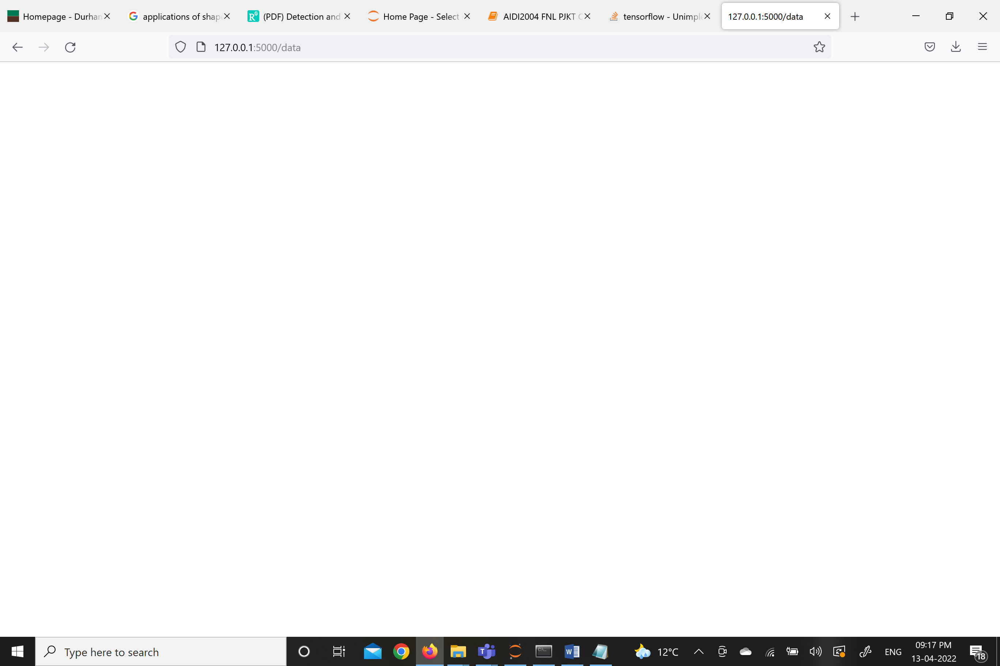 Homepage - Durham
applications of shap
(PDF) Detection and
Home Page - Select
AIDI2004 FNL PJKT C
tensorflow - Unimpl
127.0.0.1:5000/data
127.0.0.1:5000/data
Type here to search
12°C
ENG
09:17 PM
13-04-2022
18